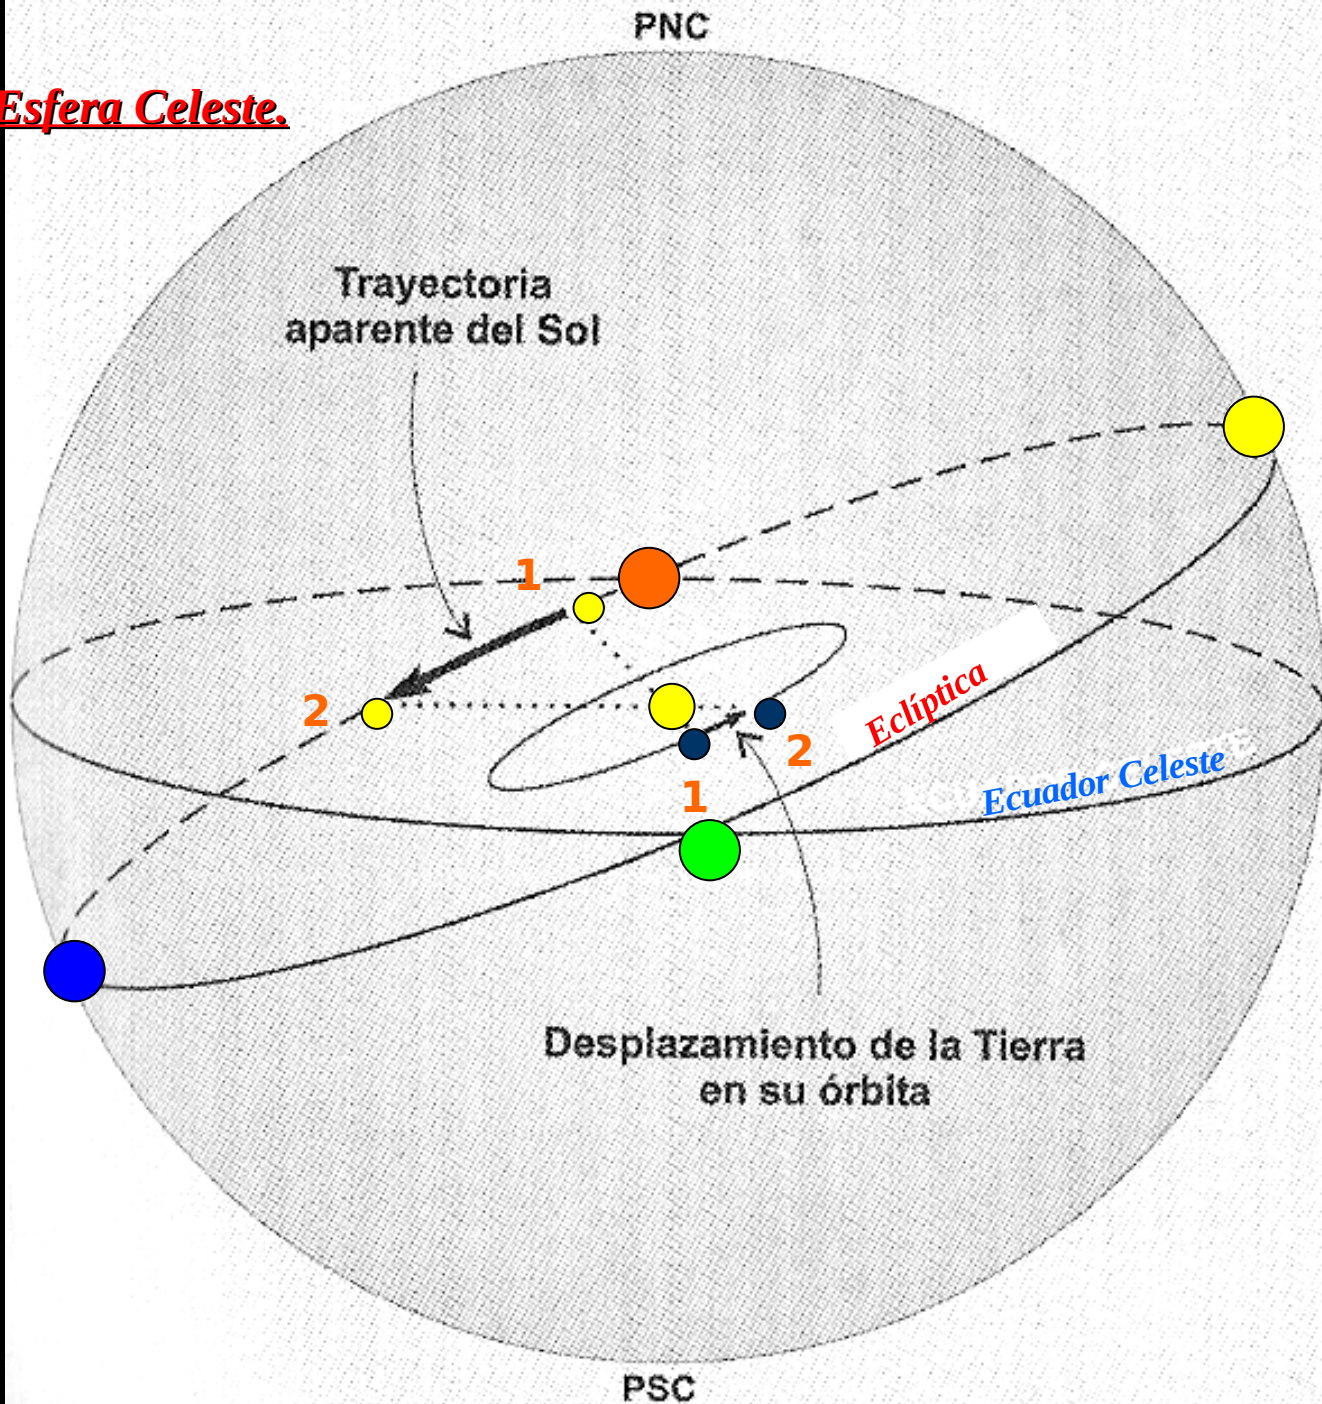 PNC
Esfera Celeste.
Trayectoria
aparente del Sol
1
2
Eclíptica
2
Ecuador Celeste
1
Desplazamiento de la Tierra
en su órbita
PSC